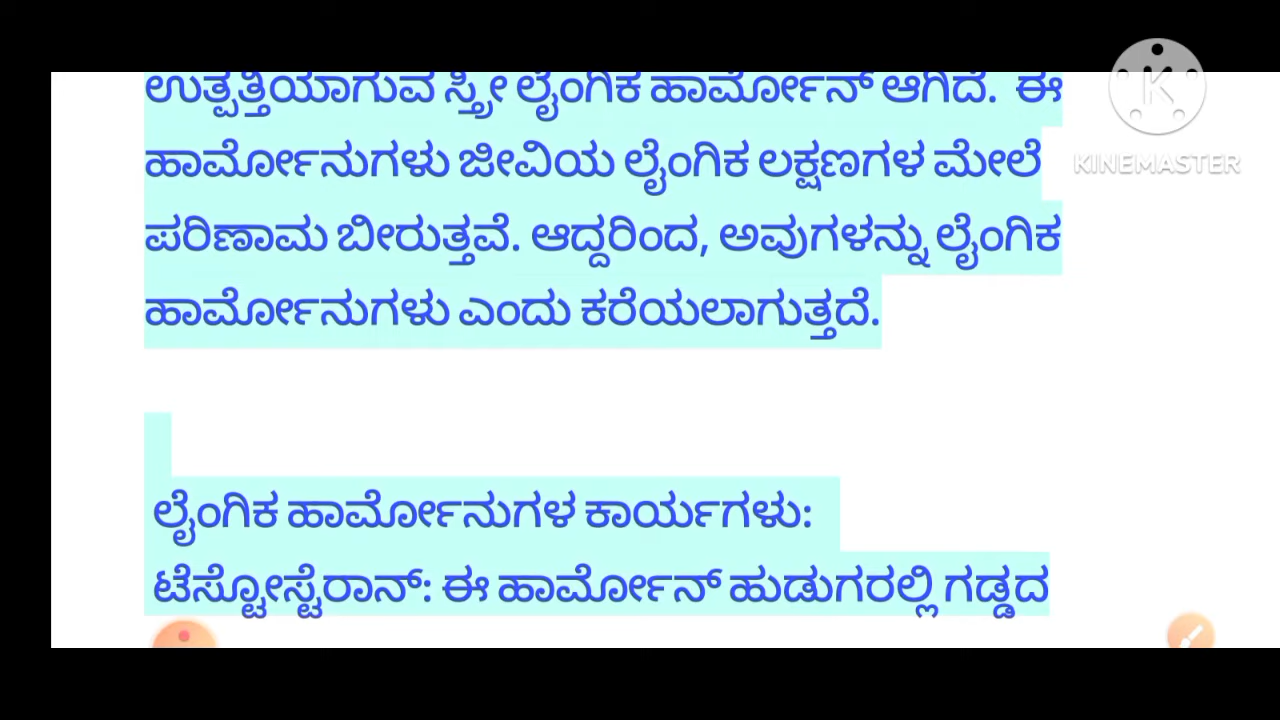 ಉತ್ಪತ್ತಿಯಾಗುವ ಸ್ತ್ರೀ ಲೈಂಗಿಕ ಹಾರ್ಮೋನ್ ಆಗಿದೆ. ಈ
KINEMASTER
ಹಾರ್ಮೋನುಗಳು ಜೀವಿಯ ಲೈಂಗಿಕ ಲಕ್ಷಣಗಳ ಮೇಲೆ
ಪರಿಣಾಮ ಬೀರುತ್ತವೆ. ಆದ್ದರಿಂದ, ಅವುಗಳನ್ನು ಲೈಂಗಿಕ
ಹಾರ್ಮೋನುಗಳು ಎಂದು ಕರೆಯಲಾಗುತ್ತದೆ.
ಲೈಂಗಿಕ ಹಾರ್ಮೋನುಗಳ ಕಾರ್ಯಗಳು:
ಟೆಸ್ಟೋಸ್ಟೆರಾನ್: ಈ ಹಾರ್ಮೋನ್ ಹುಡುಗರಲ್ಲಿ ಗಡ್ಡದ